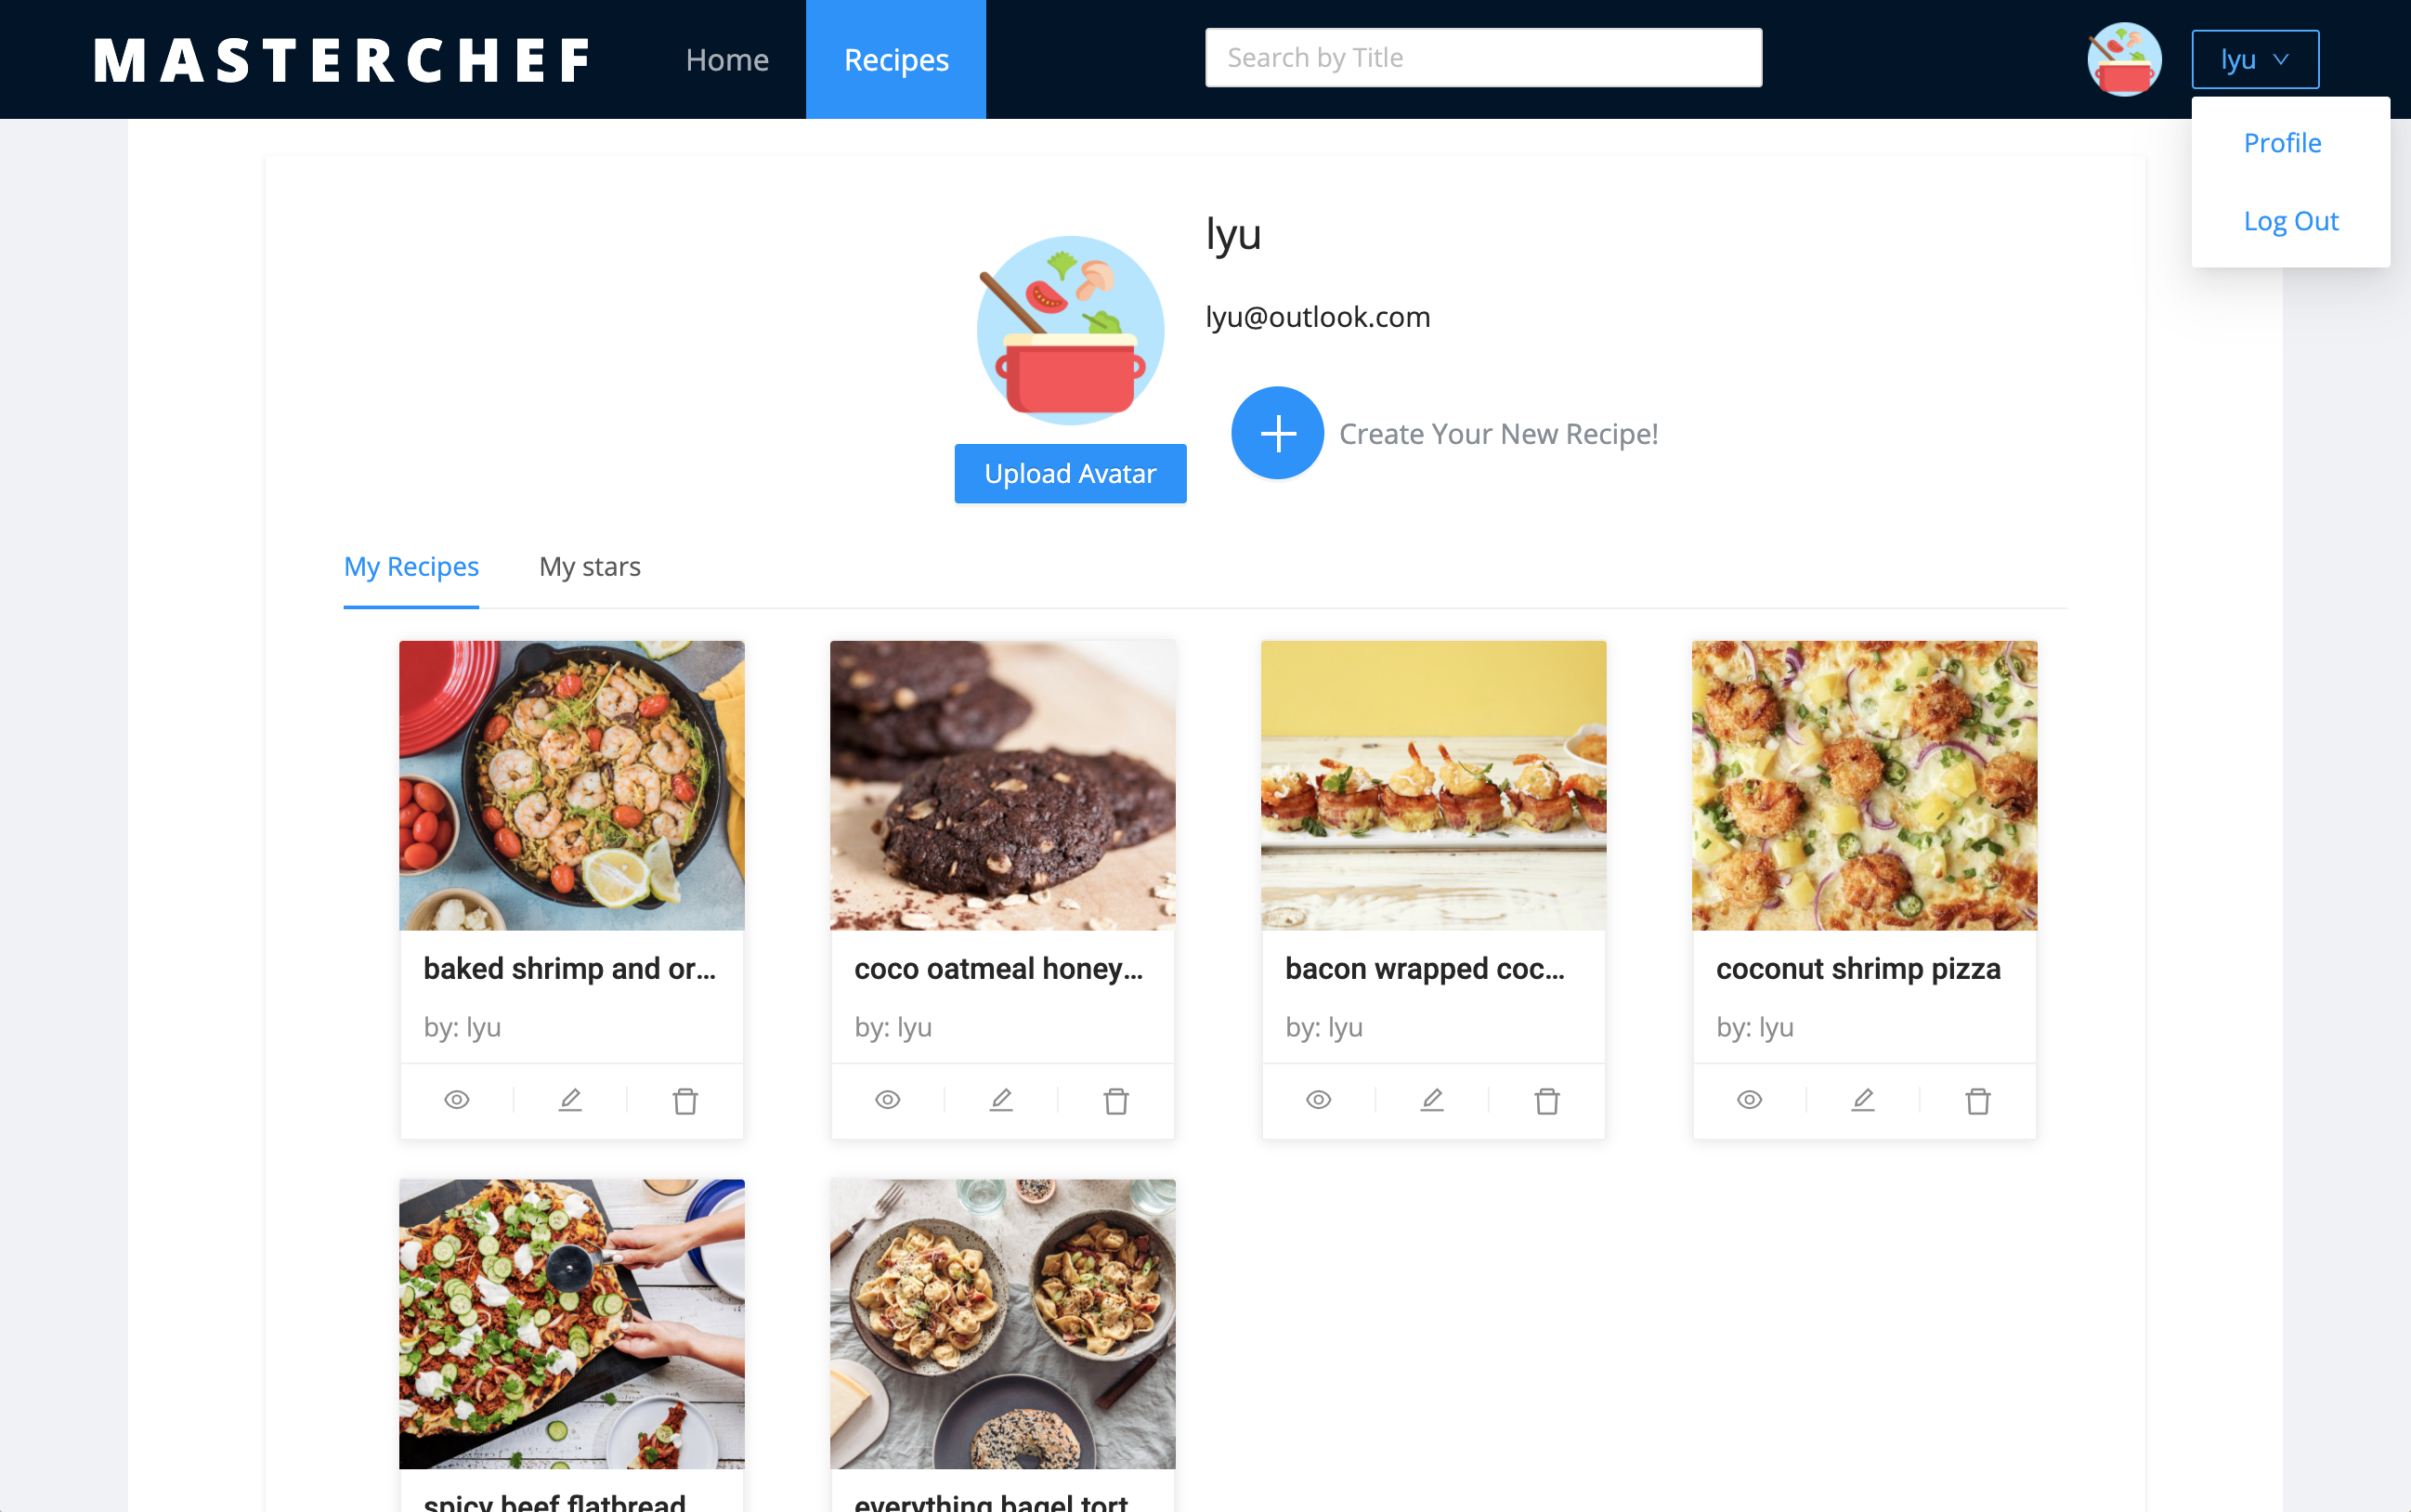 MASTERCHEF
Home
Recipes
Search by Title
lyu
Profile
Log Out
lyu
lyu@outlook.com
Create Your New Recipe!
Upload Avatar
My Recipes
My stars
baked shrimp and or...
by: lyu
coco oatmeal honey...
by: lyu
bacon wrapped coc...
by: lyu
coconut shrimp pizza
by: lyu
spicy beef flatbread
everything bagel tort